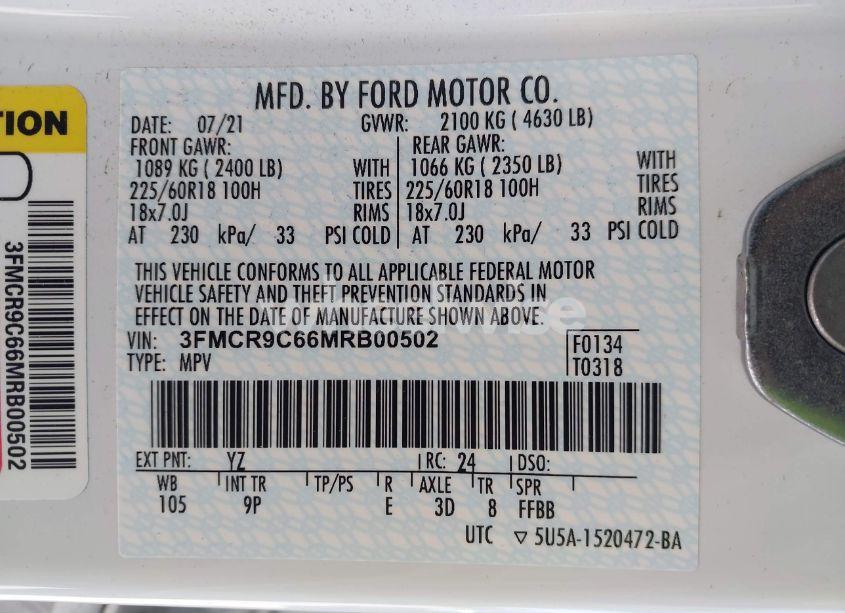 TION
3FMCR9C66MRB00502
MFD. BY FORD MOTOR CO.
DATE: 07/21 GVWR: 2100 KG ( 4630 LB)
FRONT GAWR: REAR GAWR:
1089 KG ( 2400 LB) WITH 1066 KG ( 2350 LB) WITH
225/60R18 100H TIRES 225/60R18 100H TIRES
18x7.0J RIMS 18x7.0J RIMS
AT 230 kPa/ 33 PSI COLD AT 230 kPa/ 33 PSI COLD
THIS VEHICLE CONFORMS TO ALL APPLICABLE FEDERAL MOTOR
VEHICLE SAFETY AND THEFT PREVENTION STANDARDS IN
EFFECT ON THE DATE OF MANUFACTURE SHOWN ABOVE.
VIN: 3FMCR9C66MRB00502 F0134
TYPE: MPV T0318
EXT PNT: YZ RC: 24 DSO:
WB INT TR TP/PS R AXLE TR SPR
105 9P E 3D 8 FFBB
UTC ▽ 5U5A-1520472-BA